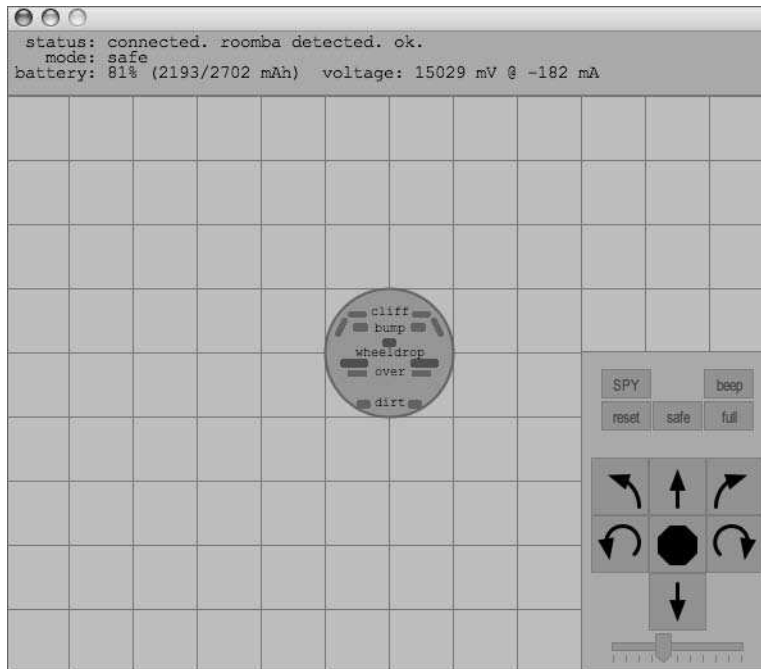 status: connected. roomba detected. ok.
mode: safe
battery: 81% (2193/2702 mAh) voltage: 15029 mV @ -182 mA
cliff
bump
wheeldrop
over
dirt
SPY beep
reset safe full